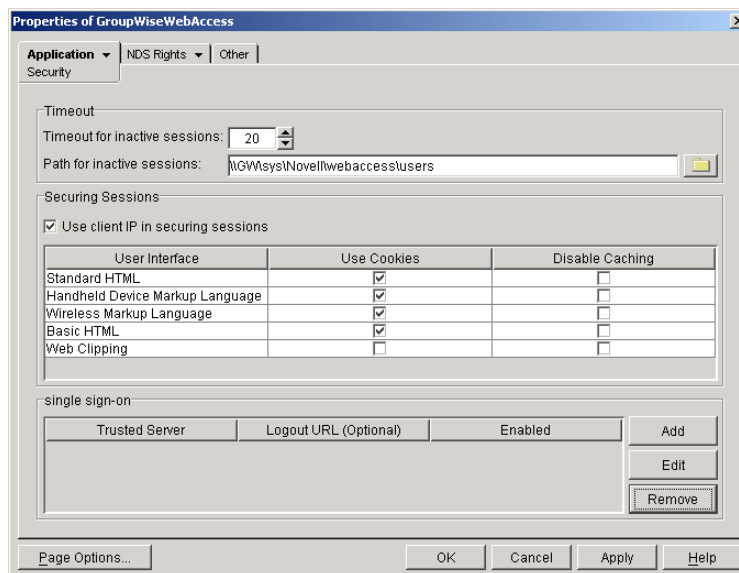 Properties of GroupWiseWebAccess
Application NDS Rights Other
Security
Timeout
Timeout for inactive sessions: 20
Path for inactive sessions: \\GW\sys\Novell\webaccess\users
Securing Sessions
Use client IP in securing sessions
User Interface Use Cookies Disable Caching
Standard HTML
Handheld Device Markup Language
Wireless Markup Language
Basic HTML
Web Clipping
single sign-on
Trusted Server Logout URL (Optional) Enabled Add
Edit
Remove
Page Options... OK Cancel Apply Help